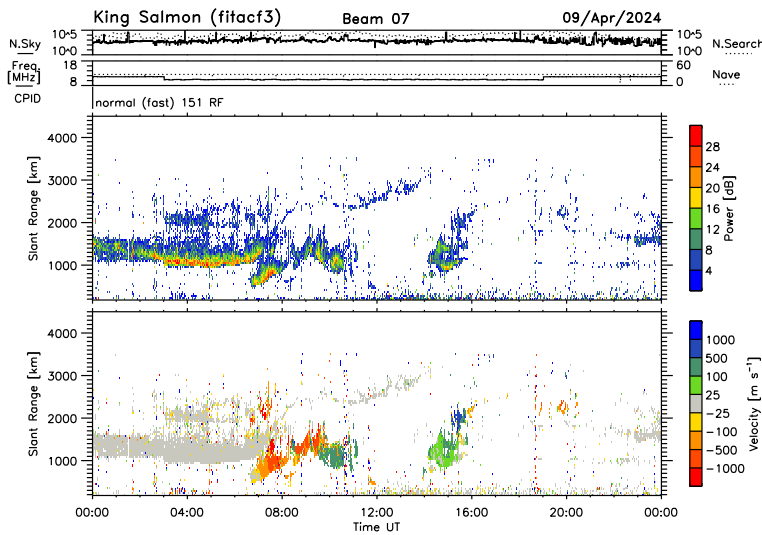 King Salmon (fitacf3) Beam 07 09/Apr/2024
N.Sky 10^5 10^0 10^5 10^0 N.Search
Freq. [MHz] 18 8 60 0 Nave
CPID normal (fast) 151 RF
Slant Range [km]
4000
3000
2000
1000
Power [dB]
28
24
20
16
12
8
4
Slant Range [km]
4000
3000
2000
1000
Velocity [m s⁻¹]
1000
500
100
25
-25
-100
-500
-1000
00:00 04:00 08:00 12:00 16:00 20:00 00:00
Time UT